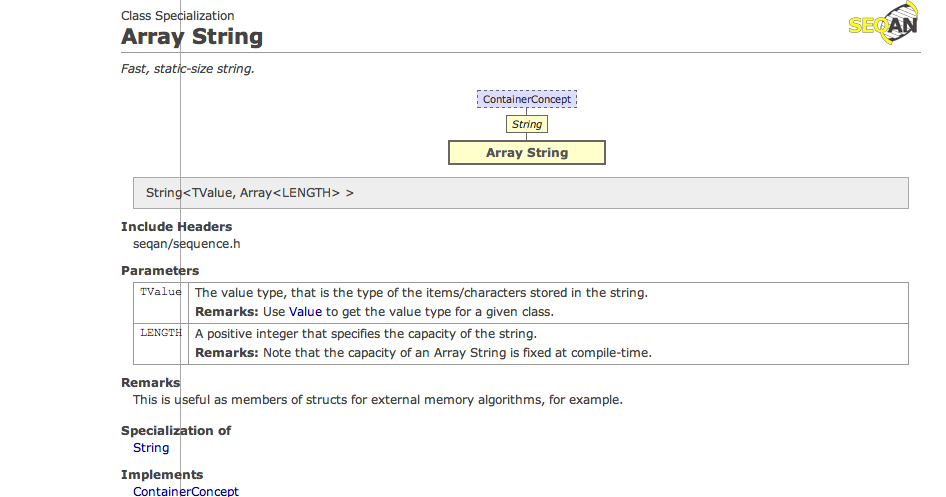 Class Specialization
SEQAN
Array String
Fast, static-size string.
ContainerConcept
String
Array String
String<TValue, Array<LENGTH> >
Include Headers
seqan/sequence.h
Parameters
TValue The value type, that is the type of the items/characters stored in the string.
Remarks: Use Value to get the value type for a given class.
LENGTH A positive integer that specifies the capacity of the string.
Remarks: Note that the capacity of an Array String is fixed at compile-time.
Remarks
This is useful as members of structs for external memory algorithms, for example.
Specialization of
String
Implements
ContainerConcept